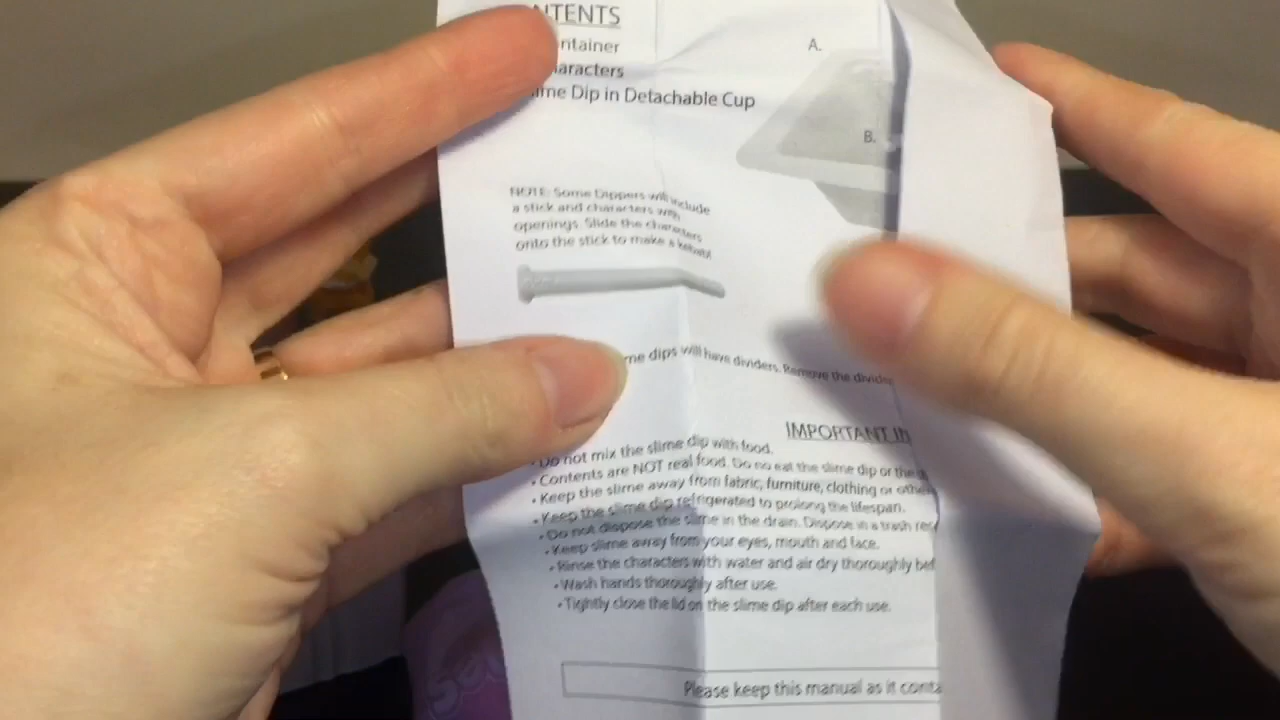 NTENTS
ntainer
aracters
ime Dip in Detachable Cup
A.
B.
NOTE: Some Dippers will include
a stick and characters with
openings. Slide the characters
onto the stick to make a kebab!
me dips will have dividers. Remove the divide
IMPORTANT IN
• Do not mix the slime dip with food.
• Contents are NOT real food. Do no eat the slime dip or the
• Keep the slime away from fabric, furniture, clothing or othe
• Keep the slime dip refrigerated to prolong the lifespan.
• Do not dispose the slime in the drain. Dispose in a trash re
• Keep slime away from your eyes, mouth and face.
• Rinse the characters with water and air dry thoroughly bef
• Wash hands thoroughly after use.
• Tightly close the lid on the slime dip after each use.
Please keep this manual as it conta